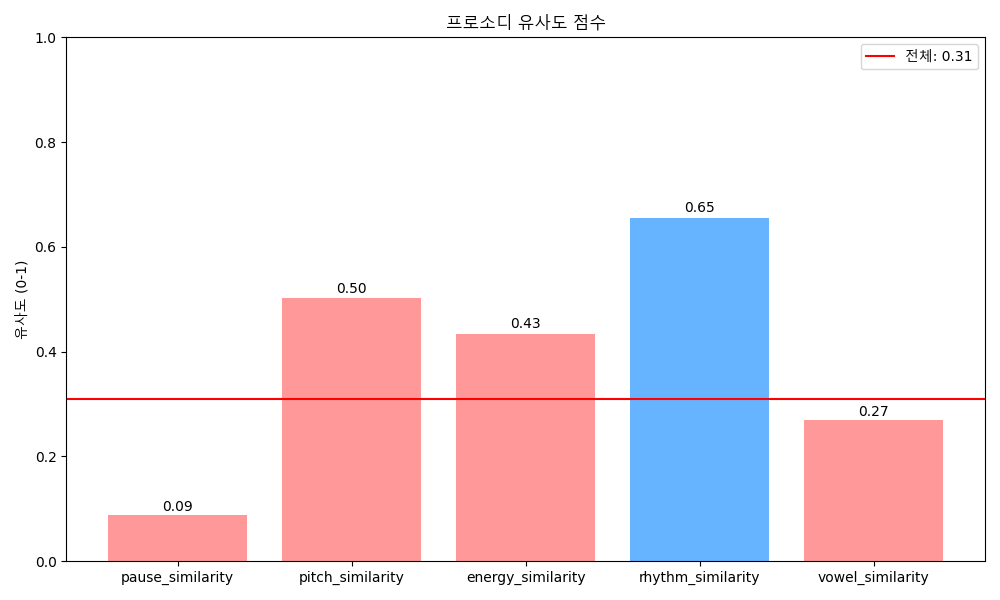 프로소디 유사도 점수
전체: 0.31
유사도 (0-1)
1.0
0.8
0.6
0.4
0.2
0.0
0.09
0.50
0.43
0.65
0.27
pause_similarity
pitch_similarity
energy_similarity
rhythm_similarity
vowel_similarity